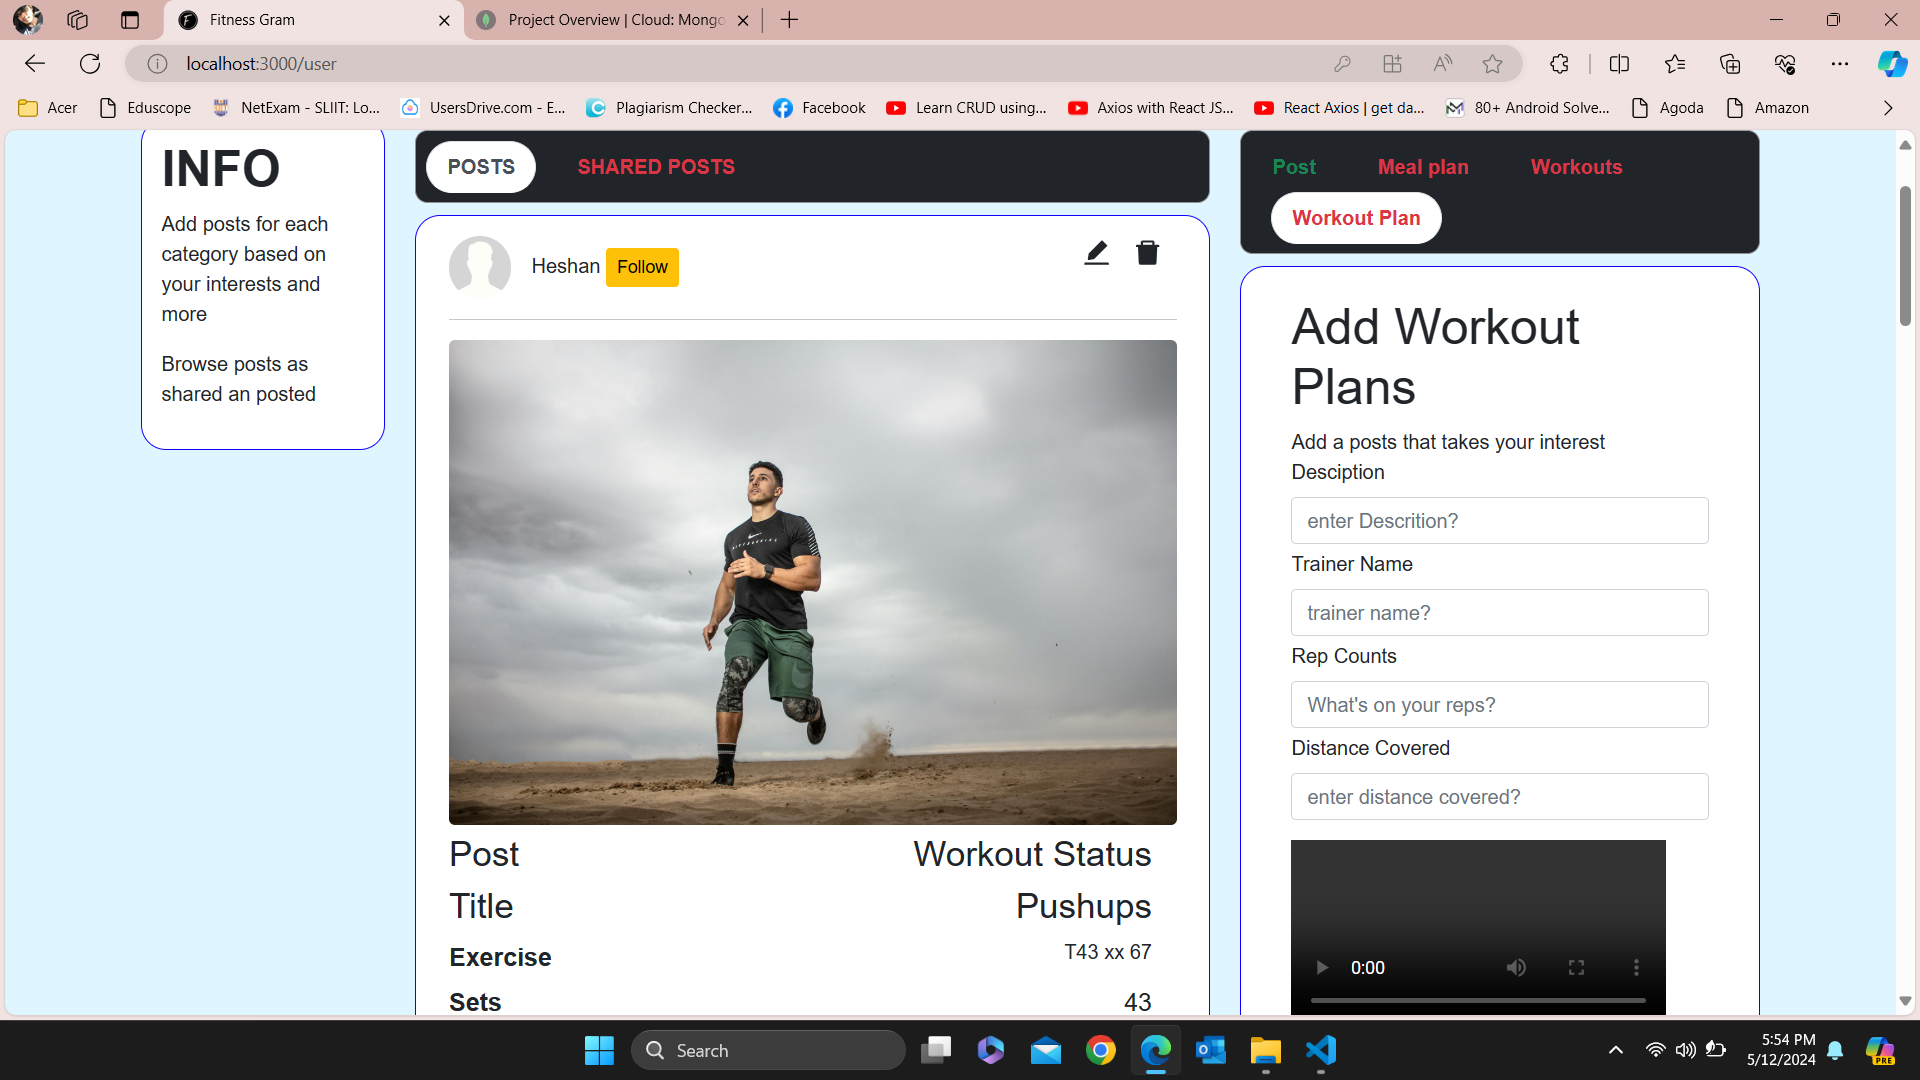 Fitness Gram
Project Overview | Cloud: Mongo
localhost:3000/user
Acer
Eduscope
NetExam - SLIIT: Lo...
UsersDrive.com - E...
Plagiarism Checker...
Facebook
Learn CRUD using...
Axios with React JS...
React Axios | get da...
80+ Android Solve...
Agoda
Amazon
INFO
Add posts for each
category based on
your interests and
more
Browse posts as
shared an posted
POSTS
SHARED POSTS
Heshan
Follow
Post
Workout Status
Title
Pushups
Exercise
T43 xx 67
Sets
43
Post
Meal plan
Workouts
Workout Plan
Add Workout
Plans
Add a posts that takes your interest
Desciption
enter Descrition?
Trainer Name
trainer name?
Rep Counts
What's on your reps?
Distance Covered
enter distance covered?
0:00
Search
5:54 PM
5/12/2024
PRE